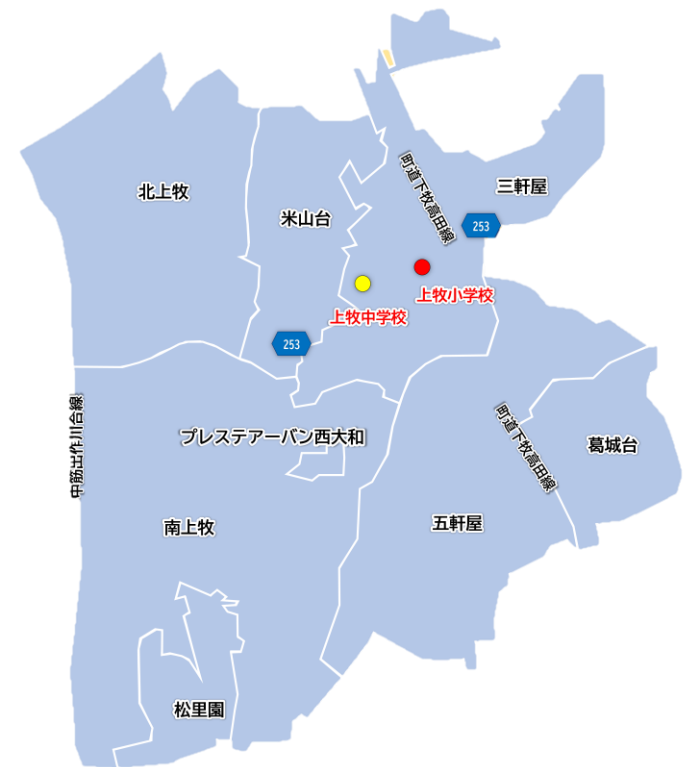 町道下牧高田線
三軒屋
北上牧
米山台
253
上牧小学校
上牧中学校
253
中筋出作川合線
プレステアーバン西大和
町道下牧高田線
葛城台
南上牧
五軒屋
松里園